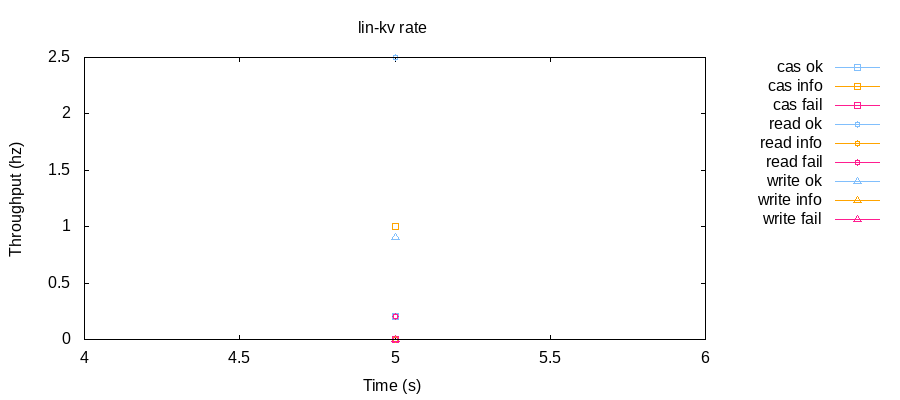 lin-kv rate
2.5
2
1.5
1
0.5
0
4
4.5
5
5.5
6
Throughput (hz)
Time (s)
cas ok
cas info
cas fail
read ok
read info
read fail
write ok
write info
write fail